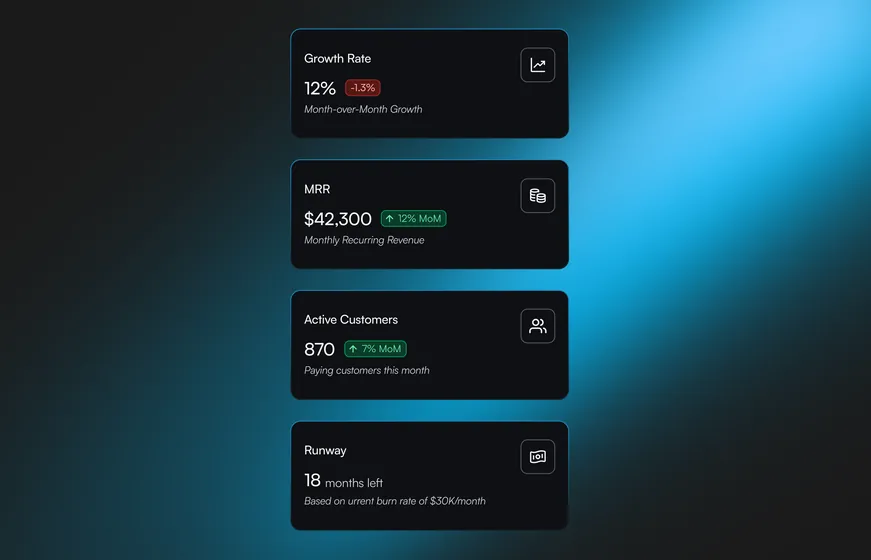 Growth Rate
12% -1.3%
Month-over-Month Growth
MRR
$42,300 12% MoM
Monthly Recurring Revenue
Active Customers
870 7% MoM
Paying customers this month
Runway
18 months left
Based on urrent burn rate of $30K/month